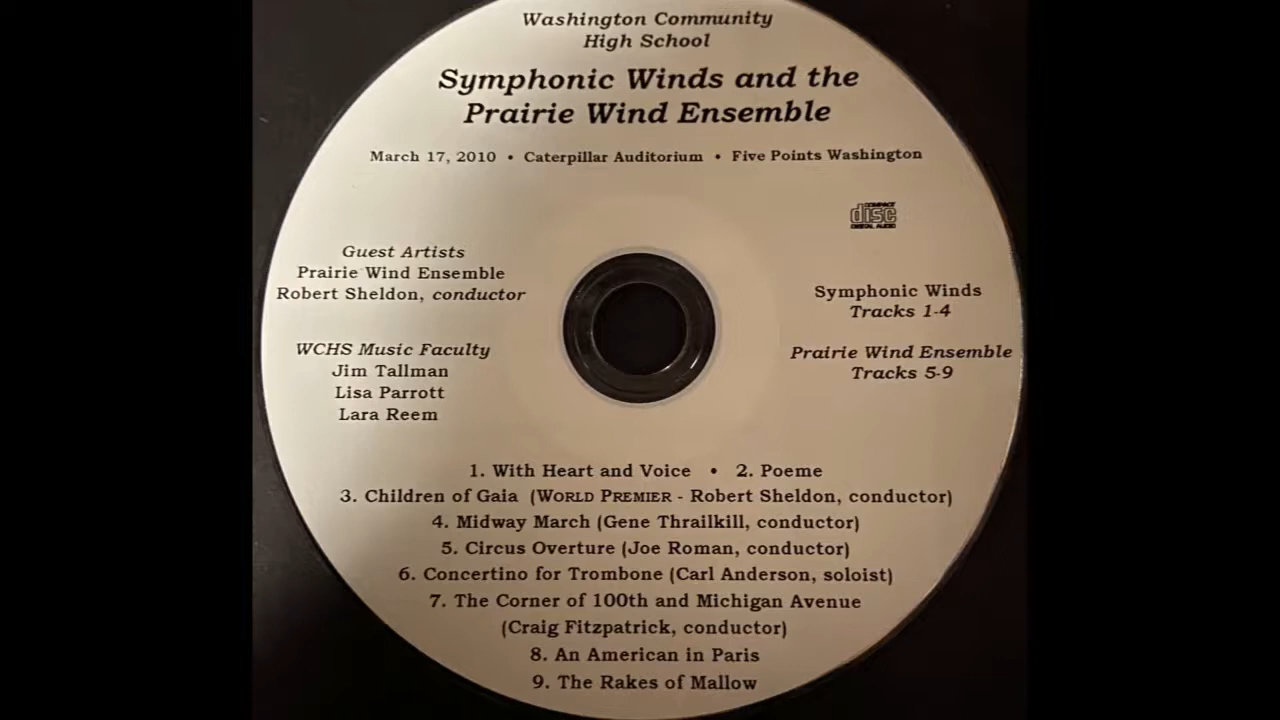 Washington Community
High School
Symphonic Winds and the
Prairie Wind Ensemble
March 17, 2010 • Caterpillar Auditorium • Five Points Washington
COMPACT
disc
DIGITAL AUDIO
Guest Artists
Prairie Wind Ensemble
Robert Sheldon, conductor
WCHS Music Faculty
Jim Tallman
Lisa Parrott
Lara Reem
Symphonic Winds
Tracks 1-4
Prairie Wind Ensemble
Tracks 5-9
1. With Heart and Voice • 2. Poeme
3. Children of Gaia (WORLD PREMIER - Robert Sheldon, conductor)
4. Midway March (Gene Thrailkill, conductor)
5. Circus Overture (Joe Roman, conductor)
6. Concertino for Trombone (Carl Anderson, soloist)
7. The Corner of 100th and Michigan Avenue
(Craig Fitzpatrick, conductor)
8. An American in Paris
9. The Rakes of Mallow